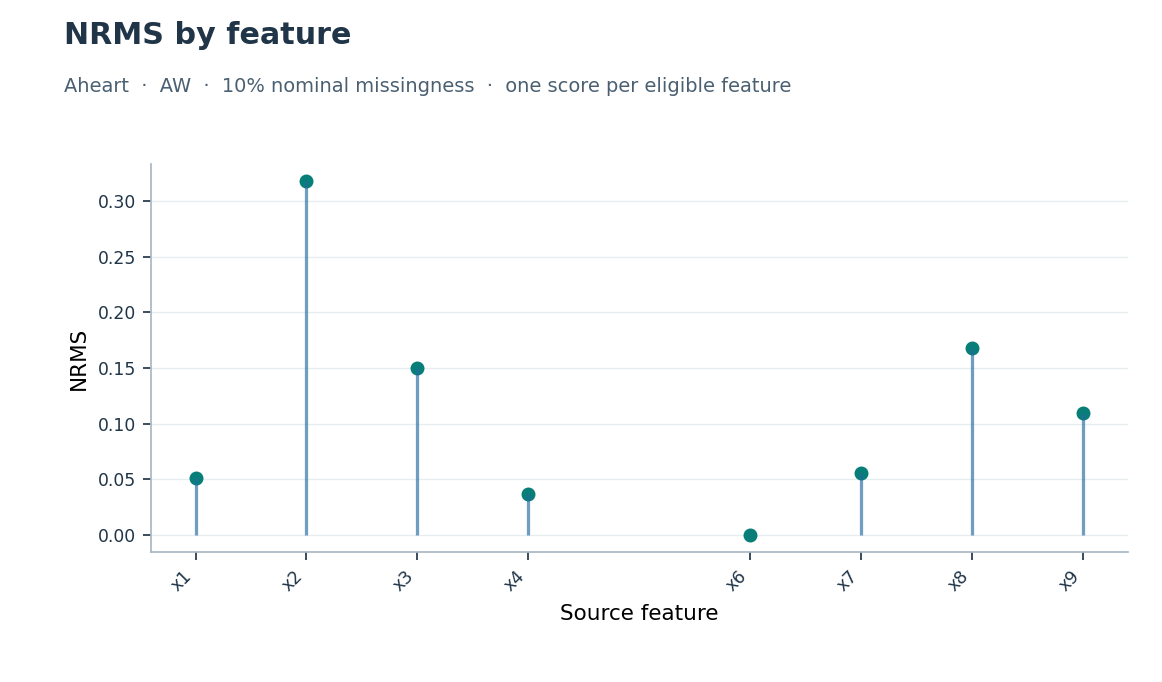 NRMS by feature
Aheart · AW · 10% nominal missingness · one score per eligible feature
0.30
0.25
0.20
0.15
0.10
0.05
0.00
NRMS
x1 x2 x3 x4 x6 x7 x8 x9
Source feature